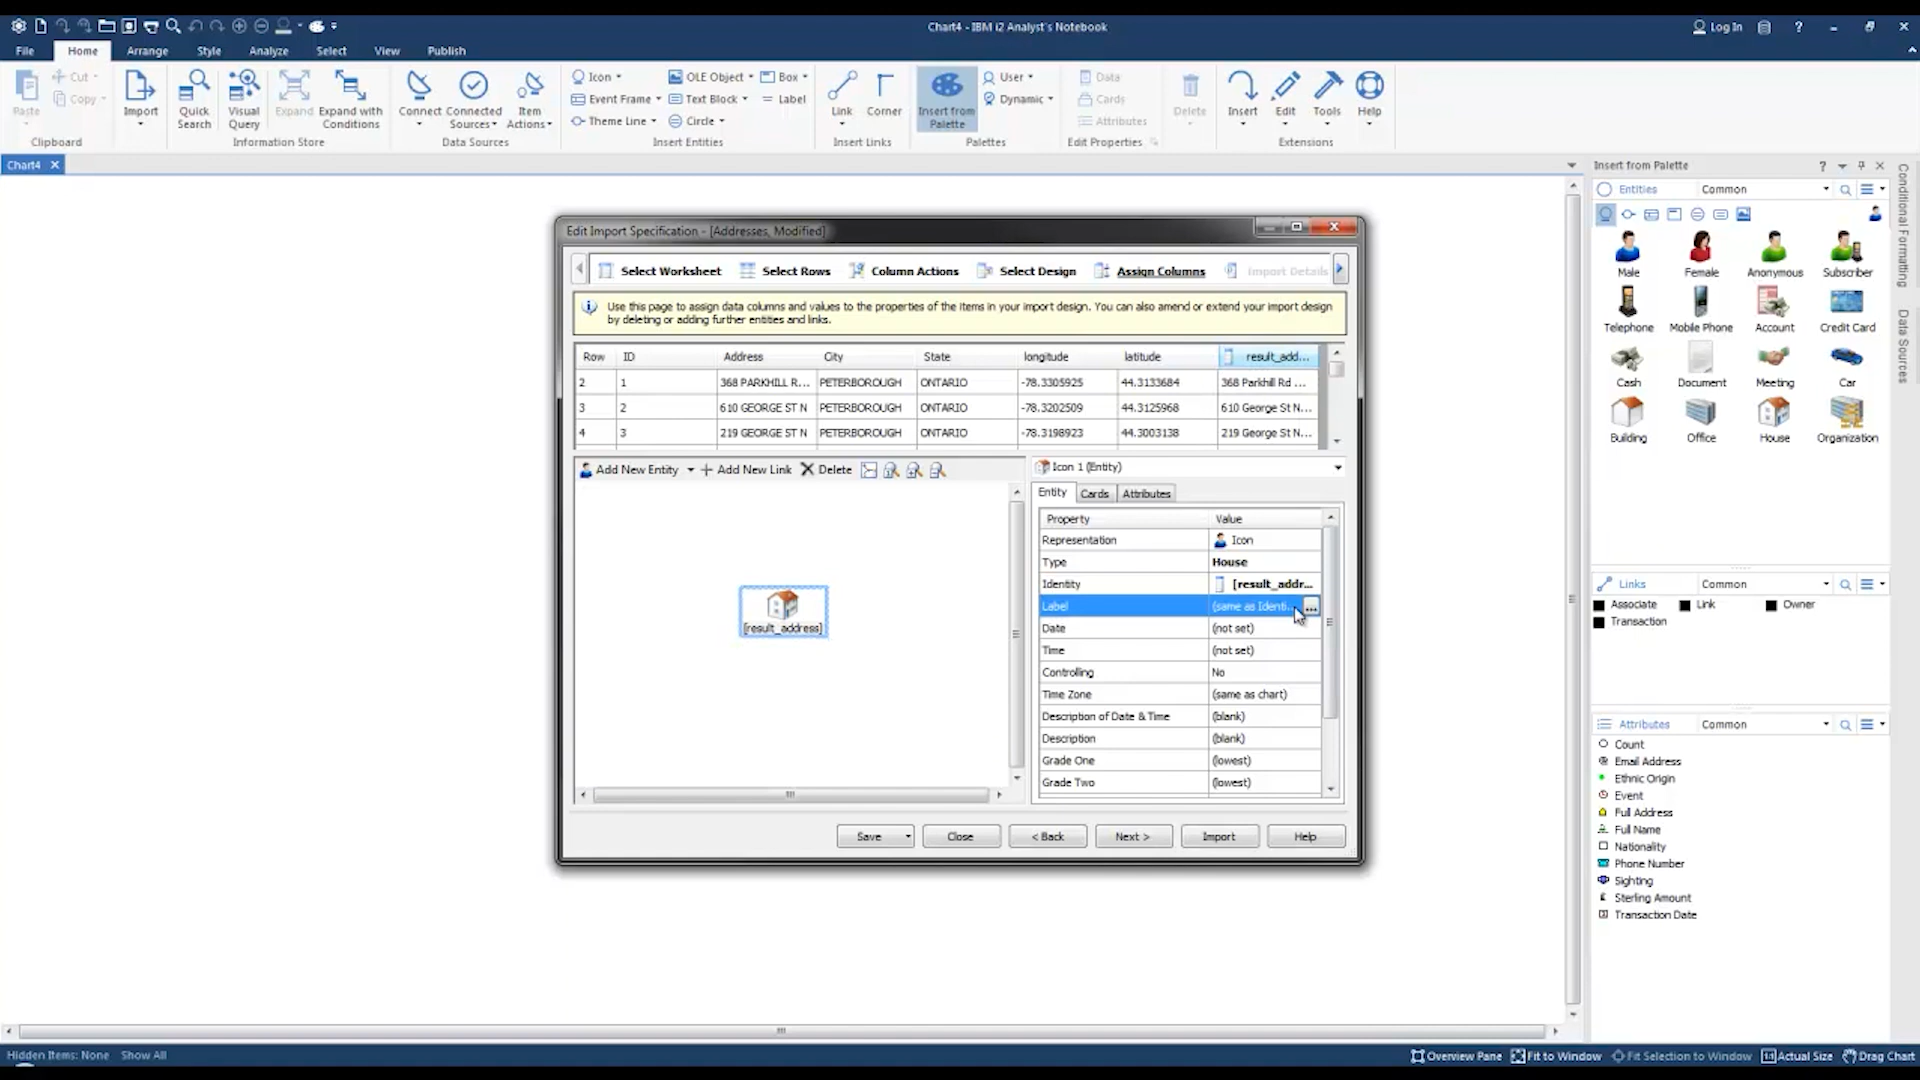 Chart4 - IBM i2 Analyst's Notebook
Log In
?
File Home Arrange Style Analyze Select View Publish
Paste
Cut
Copy
Clipboard
Import
Quick Search
Visual Query
Expand
Expand with Conditions
Information Store
Connect
Connected Sources
Item Actions
Data Sources
Icon
OLE Object
Box
Event Frame
Text Block
Label
Theme Line
Circle
Insert Entities
Link
Corner
Insert Links
Insert from Palette
User
Dynamic
Palettes
Data
Cards
Attributes
Edit Properties
Delete
Insert
Edit
Tools
Help
Extensions
Chart4
Edit Import Specification - [Addresses, Modified]
Select Worksheet Select Rows Column Actions Select Design Assign Columns Import Details
Use this page to assign data columns and values to the properties of the items in your import design. You can also amend or extend your import design
by deleting or adding further entities and links.
Row ID Address City State longitude latitude result_add...
2 1 368 PARKHILL R... PETERBOROUGH ONTARIO -78.3305925 44.3133684 368 Parkhill Rd ...
3 2 610 GEORGE ST N PETERBOROUGH ONTARIO -78.3202509 44.3125968 610 George St N...
4 3 219 GEORGE ST N PETERBOROUGH ONTARIO -78.3198923 44.3003138 219 George St N...
Add New Entity Add New Link Delete
[result_address]
Icon 1 (Entity)
Entity Cards Attributes
Property Value
Representation Icon
Type House
Identity [result_addr...
Label (same as Identi... ...
Date (not set)
Time (not set)
Controlling No
Time Zone (same as chart)
Description of Date & Time (blank)
Description (blank)
Grade One (lowest)
Grade Two (lowest)
Save Close < Back Next > Import Help
Insert from Palette
?
Entities Common
Male Female Anonymous Subscriber
Telephone Mobile Phone Account Credit Card
Cash Document Meeting Car
Building Office House Organization
Links Common
Associate Link Owner
Transaction
Attributes Common
Count
Email Address
Ethnic Origin
Event
Full Address
Full Name
Nationality
Phone Number
Sighting
Sterling Amount
Transaction Date
Conditional Formatting
Data Sources
Hidden Items: None Show All
Overview Pane Fit to Window Fit Selection to Window Actual Size Drag Chart